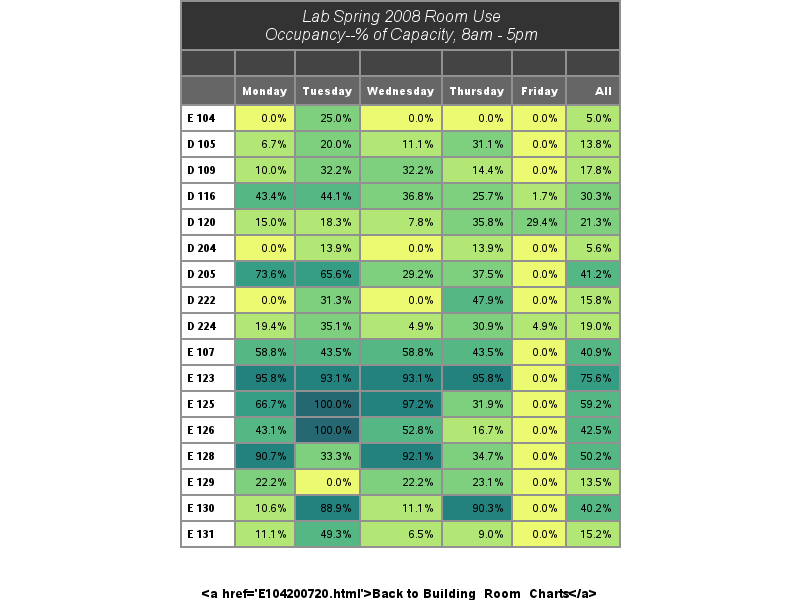 Lab Spring 2008 Room Use
Occupancy--% of Capacity, 8am - 5pm
Monday Tuesday Wednesday Thursday Friday All
E 104 0.0% 25.0% 0.0% 0.0% 0.0% 5.0%
D 105 6.7% 20.0% 11.1% 31.1% 0.0% 13.8%
D 109 10.0% 32.2% 32.2% 14.4% 0.0% 17.8%
D 116 43.4% 44.1% 36.8% 25.7% 1.7% 30.3%
D 120 15.0% 18.3% 7.8% 35.8% 29.4% 21.3%
D 204 0.0% 13.9% 0.0% 13.9% 0.0% 5.6%
D 205 73.6% 65.6% 29.2% 37.5% 0.0% 41.2%
D 222 0.0% 31.3% 0.0% 47.9% 0.0% 15.8%
D 224 19.4% 35.1% 4.9% 30.9% 4.9% 19.0%
E 107 58.8% 43.5% 58.8% 43.5% 0.0% 40.9%
E 123 95.8% 93.1% 93.1% 95.8% 0.0% 75.6%
E 125 66.7% 100.0% 97.2% 31.9% 0.0% 59.2%
E 126 43.1% 100.0% 52.8% 16.7% 0.0% 42.5%
E 128 90.7% 33.3% 92.1% 34.7% 0.0% 50.2%
E 129 22.2% 0.0% 22.2% 23.1% 0.0% 13.5%
E 130 10.6% 88.9% 11.1% 90.3% 0.0% 40.2%
E 131 11.1% 49.3% 6.5% 9.0% 0.0% 15.2%
<a href='E104200720.html'>Back to Building_Room_Charts</a>